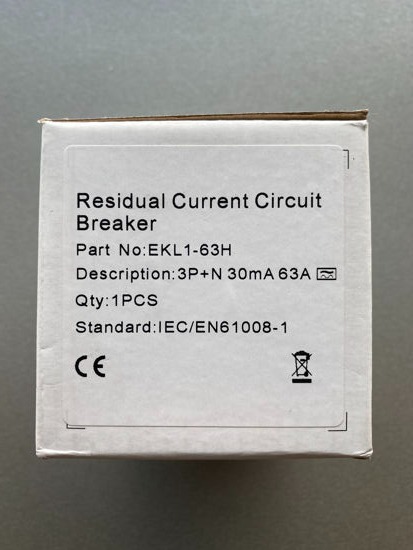 Residual Current Circuit
Breaker
Part No:EKL1-63H
Description:3P+N 30mA 63A
Qty:1PCS
Standard:IEC/EN61008-1
CE